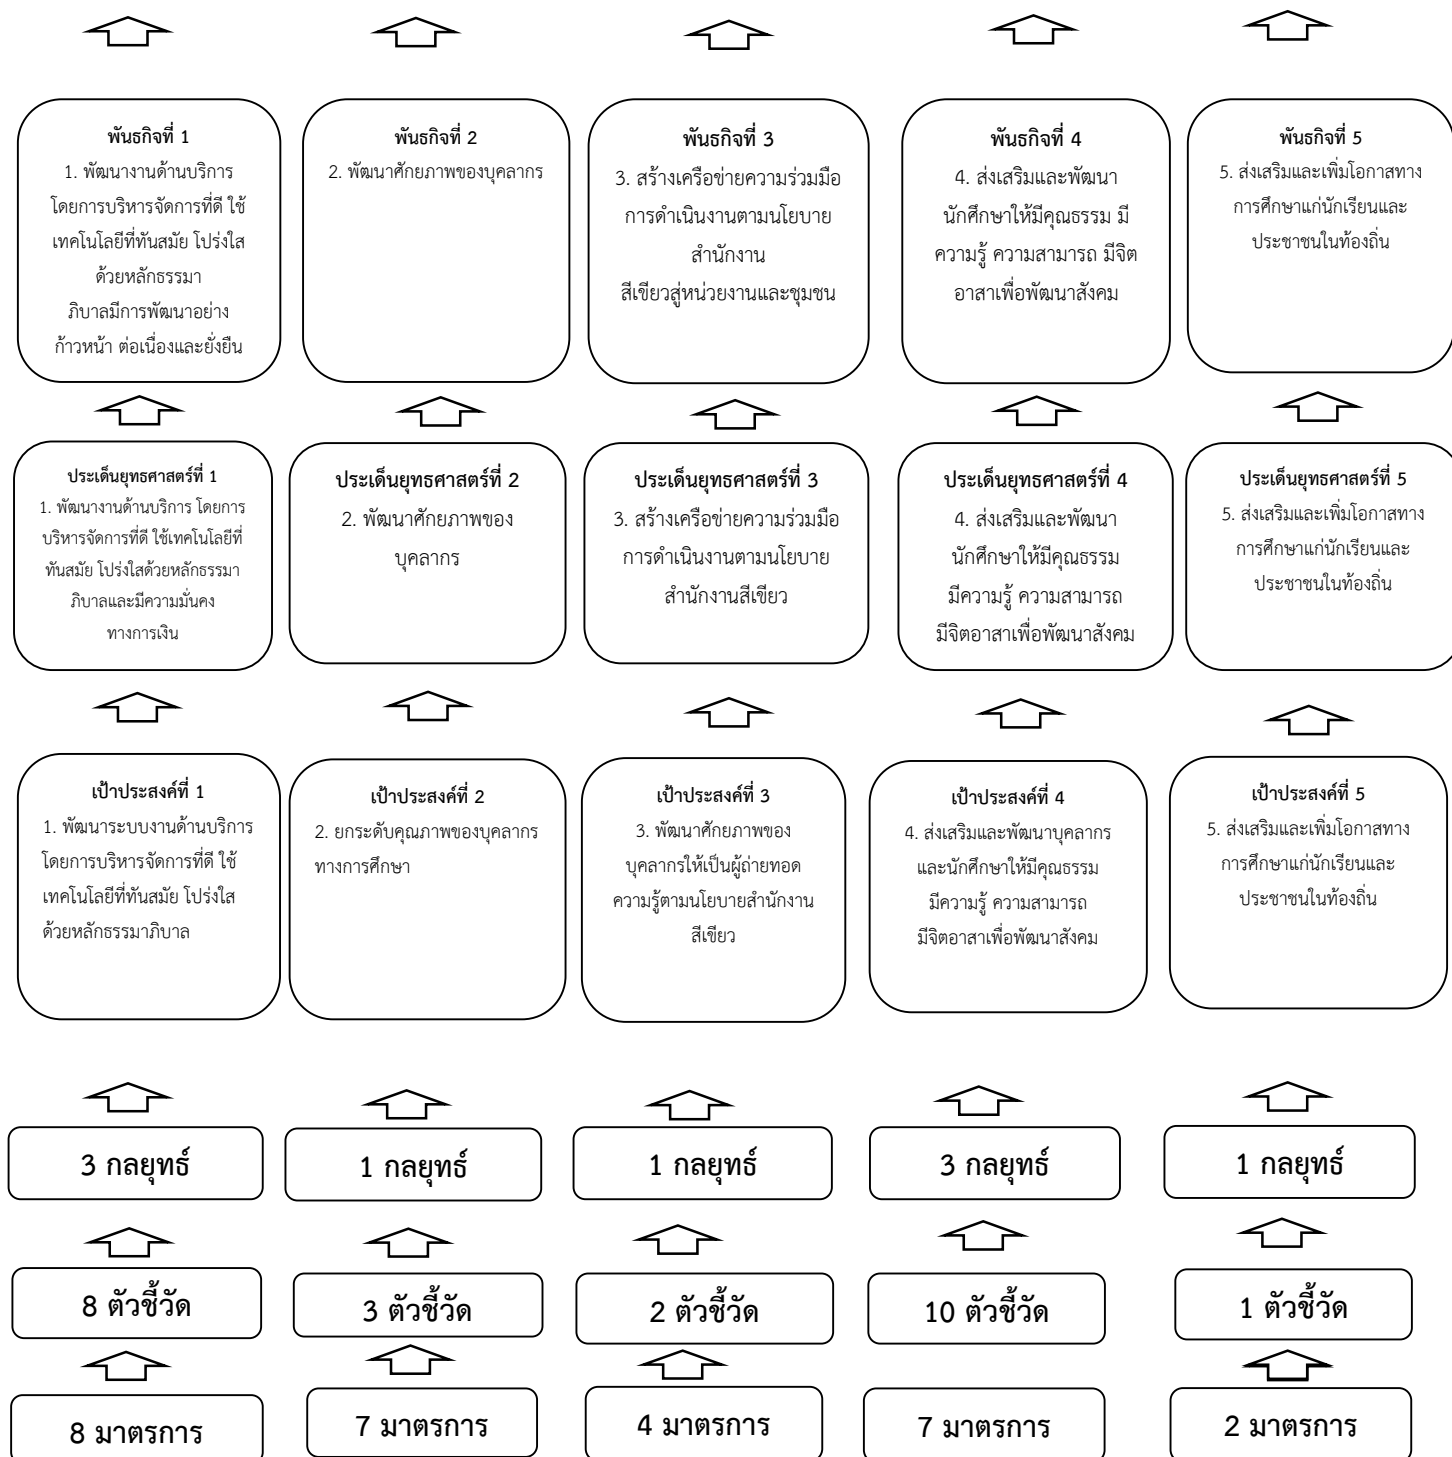 พันธกิจที่ 1
1. พัฒนางานด้านบริการ
โดยการบริหารจัดการที่ดี ใช้
เทคโนโลยีที่ทันสมัย โปร่งใส
ด้วยหลักธรรมา
ภิบาลมีการพัฒนาอย่าง
ก้าวหน้า ต่อเนื่องและยั่งยืน
พันธกิจที่ 2
2. พัฒนาศักยภาพของบุคลากร
พันธกิจที่ 3
3. สร้างเครือข่ายความร่วมมือ
การดำเนินงานตามนโยบาย
สำนักงาน
สีเขียวสู่หน่วยงานและชุมชน
พันธกิจที่ 4
4. ส่งเสริมและพัฒนา
นักศึกษาให้มีคุณธรรม มี
ความรู้ ความสามารถ มีจิต
อาสาเพื่อพัฒนาสังคม
พันธกิจที่ 5
5. ส่งเสริมและเพิ่มโอกาสทาง
การศึกษาแก่นักเรียนและ
ประชาชนในท้องถิ่น
ประเด็นยุทธศาสตร์ที่ 1
1. พัฒนางานด้านบริการ โดยการ
บริหารจัดการที่ดี ใช้เทคโนโลยีที่
ทันสมัย โปร่งใสด้วยหลักธรรมา
ภิบาลและมีความมั่นคง
ทางการเงิน
ประเด็นยุทธศาสตร์ที่ 2
2. พัฒนาศักยภาพของ
บุคลากร
ประเด็นยุทธศาสตร์ที่ 3
3. สร้างเครือข่ายความร่วมมือ
การดำเนินงานตามนโยบาย
สำนักงานสีเขียว
ประเด็นยุทธศาสตร์ที่ 4
4. ส่งเสริมและพัฒนา
นักศึกษาให้มีคุณธรรม
มีความรู้ ความสามารถ
มีจิตอาสาเพื่อพัฒนาสังคม
ประเด็นยุทธศาสตร์ที่ 5
5. ส่งเสริมและเพิ่มโอกาสทาง
การศึกษาแก่นักเรียนและ
ประชาชนในท้องถิ่น
เป้าประสงค์ที่ 1
1. พัฒนาระบบงานด้านบริการ
โดยการบริหารจัดการที่ดี ใช้
เทคโนโลยีที่ทันสมัย โปร่งใส
ด้วยหลักธรรมาภิบาล
เป้าประสงค์ที่ 2
2. ยกระดับคุณภาพของบุคลากร
ทางการศึกษา
เป้าประสงค์ที่ 3
3. พัฒนาศักยภาพของ
บุคลากรให้เป็นผู้ถ่ายทอด
ความรู้ตามนโยบายสำนักงาน
สีเขียว
เป้าประสงค์ที่ 4
4. ส่งเสริมและพัฒนาบุคลากร
และนักศึกษาให้มีคุณธรรม
มีความรู้ ความสามารถ
มีจิตอาสาเพื่อพัฒนาสังคม
เป้าประสงค์ที่ 5
5. ส่งเสริมและเพิ่มโอกาสทาง
การศึกษาแก่นักเรียนและ
ประชาชนในท้องถิ่น
3 กลยุทธ์
1 กลยุทธ์
1 กลยุทธ์
3 กลยุทธ์
1 กลยุทธ์
8 ตัวชี้วัด
3 ตัวชี้วัด
2 ตัวชี้วัด
10 ตัวชี้วัด
1 ตัวชี้วัด
8 มาตรการ
7 มาตรการ
4 มาตรการ
7 มาตรการ
2 มาตรการ